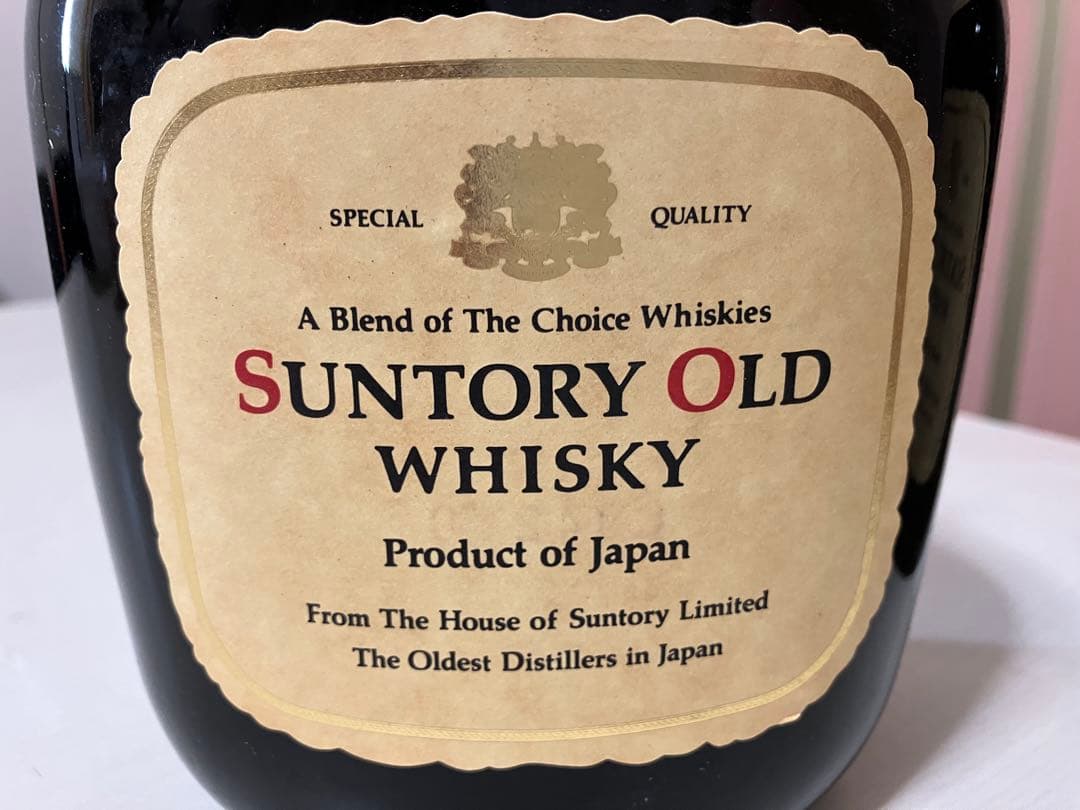 SPECIAL QUALITY
A Blend of The Choice Whiskies
SUNTORY OLD
WHISKY
Product of Japan
From The House of Suntory Limited
The Oldest Distillers in Japan